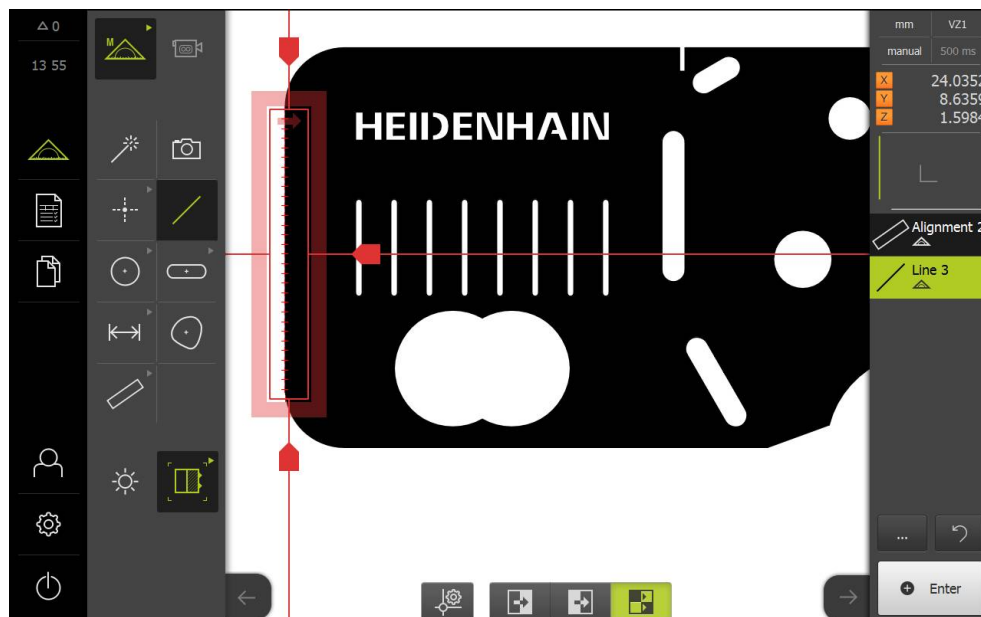 0
13 55
M
HEIDENHAIN
mm VZ1
manual 500 ms
X 24.0352
Y 8.6359
Z 1.5984
Alignment 2
Line 3
...
Enter